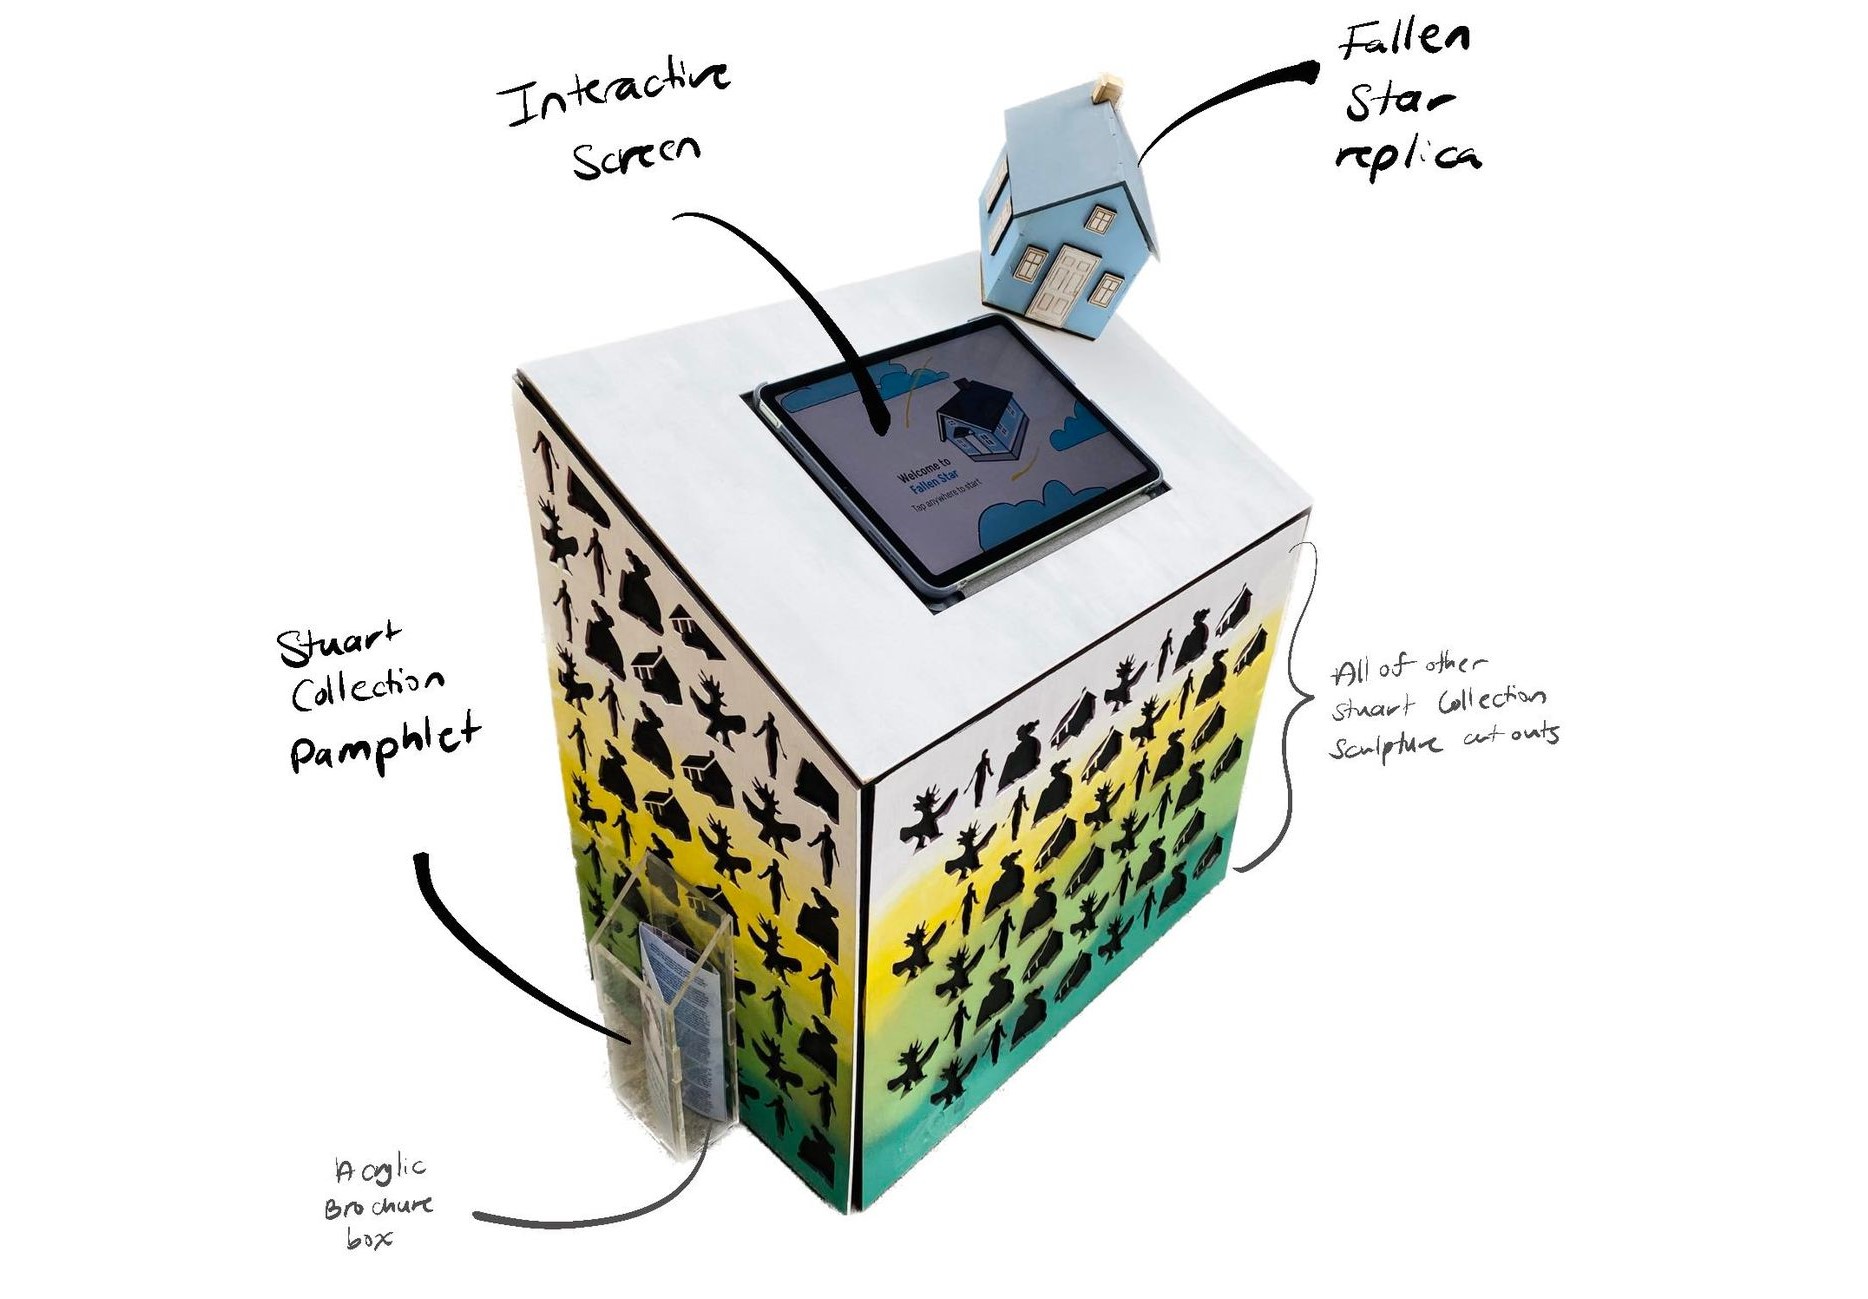 Interactive
Screen
Fallen
Star
replica
Welcome to
Fallen Star
Tap anywhere to start
Stuart
Collection
Pamphlet
All of other
Stuart Collection
Sculpture cut outs
Acrylic
Brochure
box